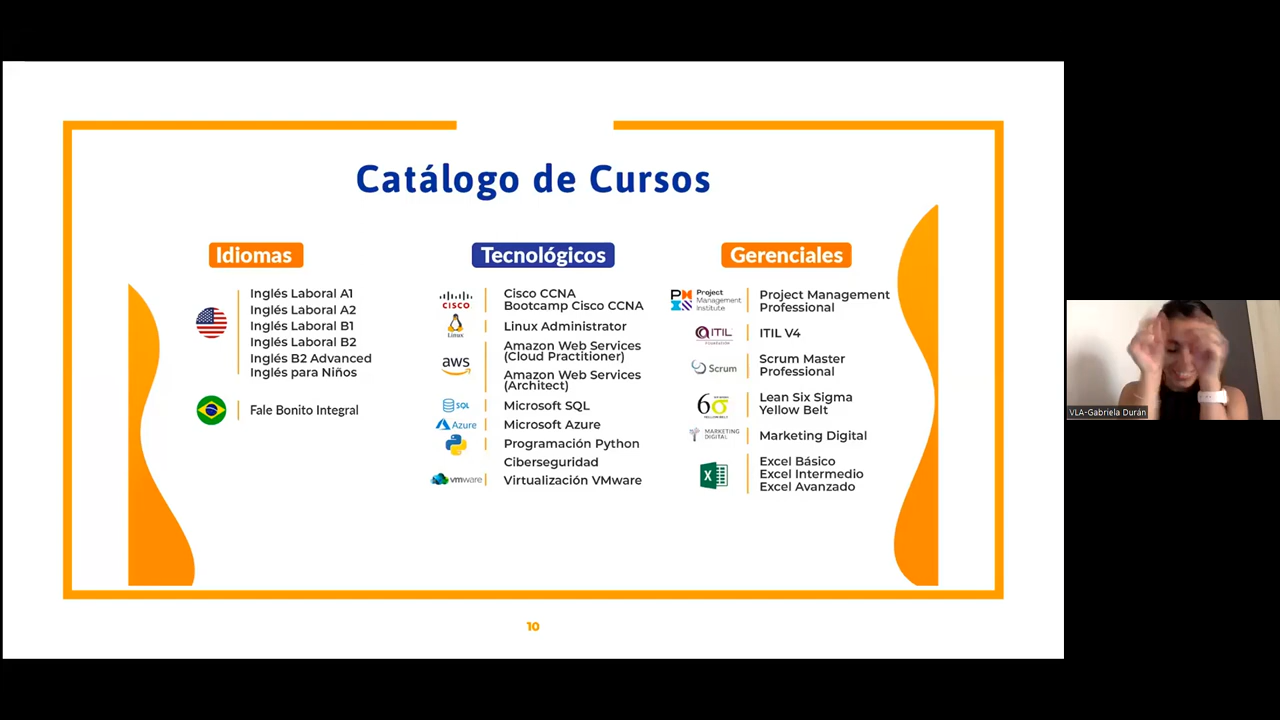 Catálogo de Cursos
Idiomas
Inglés Laboral A1
Inglés Laboral A2
Inglés Laboral B1
Inglés Laboral B2
Inglés B2 Advanced
Inglés para Niños
Fale Bonito Integral
Tecnológicos
CISCO
Cisco CCNA
Bootcamp Cisco CCNA
Linux
Linux Administrator
aws
Amazon Web Services
(Cloud Practitioner)
Amazon Web Services
(Architect)
SQL
Microsoft SQL
Azure
Microsoft Azure
Programación Python
Ciberseguridad
vmware
Virtualización VMware
Gerenciales
Project
Management
Institute
Project Management
Professional
ITIL
ITIL V4
Scrum
Scrum Master
Professional
6σ
YELLOW BELT
Lean Six Sigma
Yellow Belt
MARKETING
DIGITAL
Marketing Digital
X
Excel Básico
Excel Intermedio
Excel Avanzado
10
VLA-Gabriela Durán